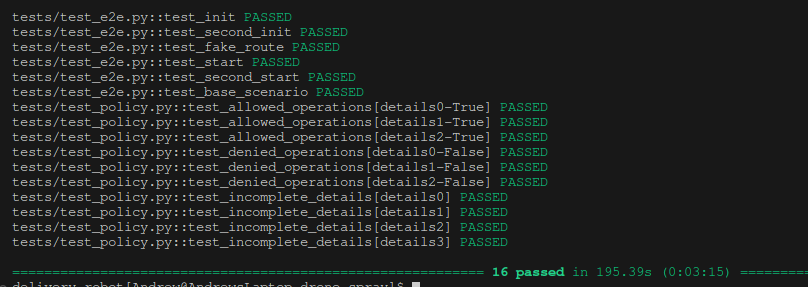 tests/test_e2e.py::test_init PASSED
tests/test_e2e.py::test_second_init PASSED
tests/test_e2e.py::test_fake_route PASSED
tests/test_e2e.py::test_start PASSED
tests/test_e2e.py::test_second_start PASSED
tests/test_e2e.py::test_base_scenario PASSED
tests/test_policy.py::test_allowed_operations[details0-True] PASSED
tests/test_policy.py::test_allowed_operations[details1-True] PASSED
tests/test_policy.py::test_allowed_operations[details2-True] PASSED
tests/test_policy.py::test_denied_operations[details0-False] PASSED
tests/test_policy.py::test_denied_operations[details1-False] PASSED
tests/test_policy.py::test_denied_operations[details2-False] PASSED
tests/test_policy.py::test_incomplete_details[details0] PASSED
tests/test_policy.py::test_incomplete_details[details1] PASSED
tests/test_policy.py::test_incomplete_details[details2] PASSED
tests/test_policy.py::test_incomplete_details[details3] PASSED
========================================================= 16 passed in 195.39s (0:03:15) ==========
delivery_robot[Andrew@AndrewsLaptop drone_spray]$